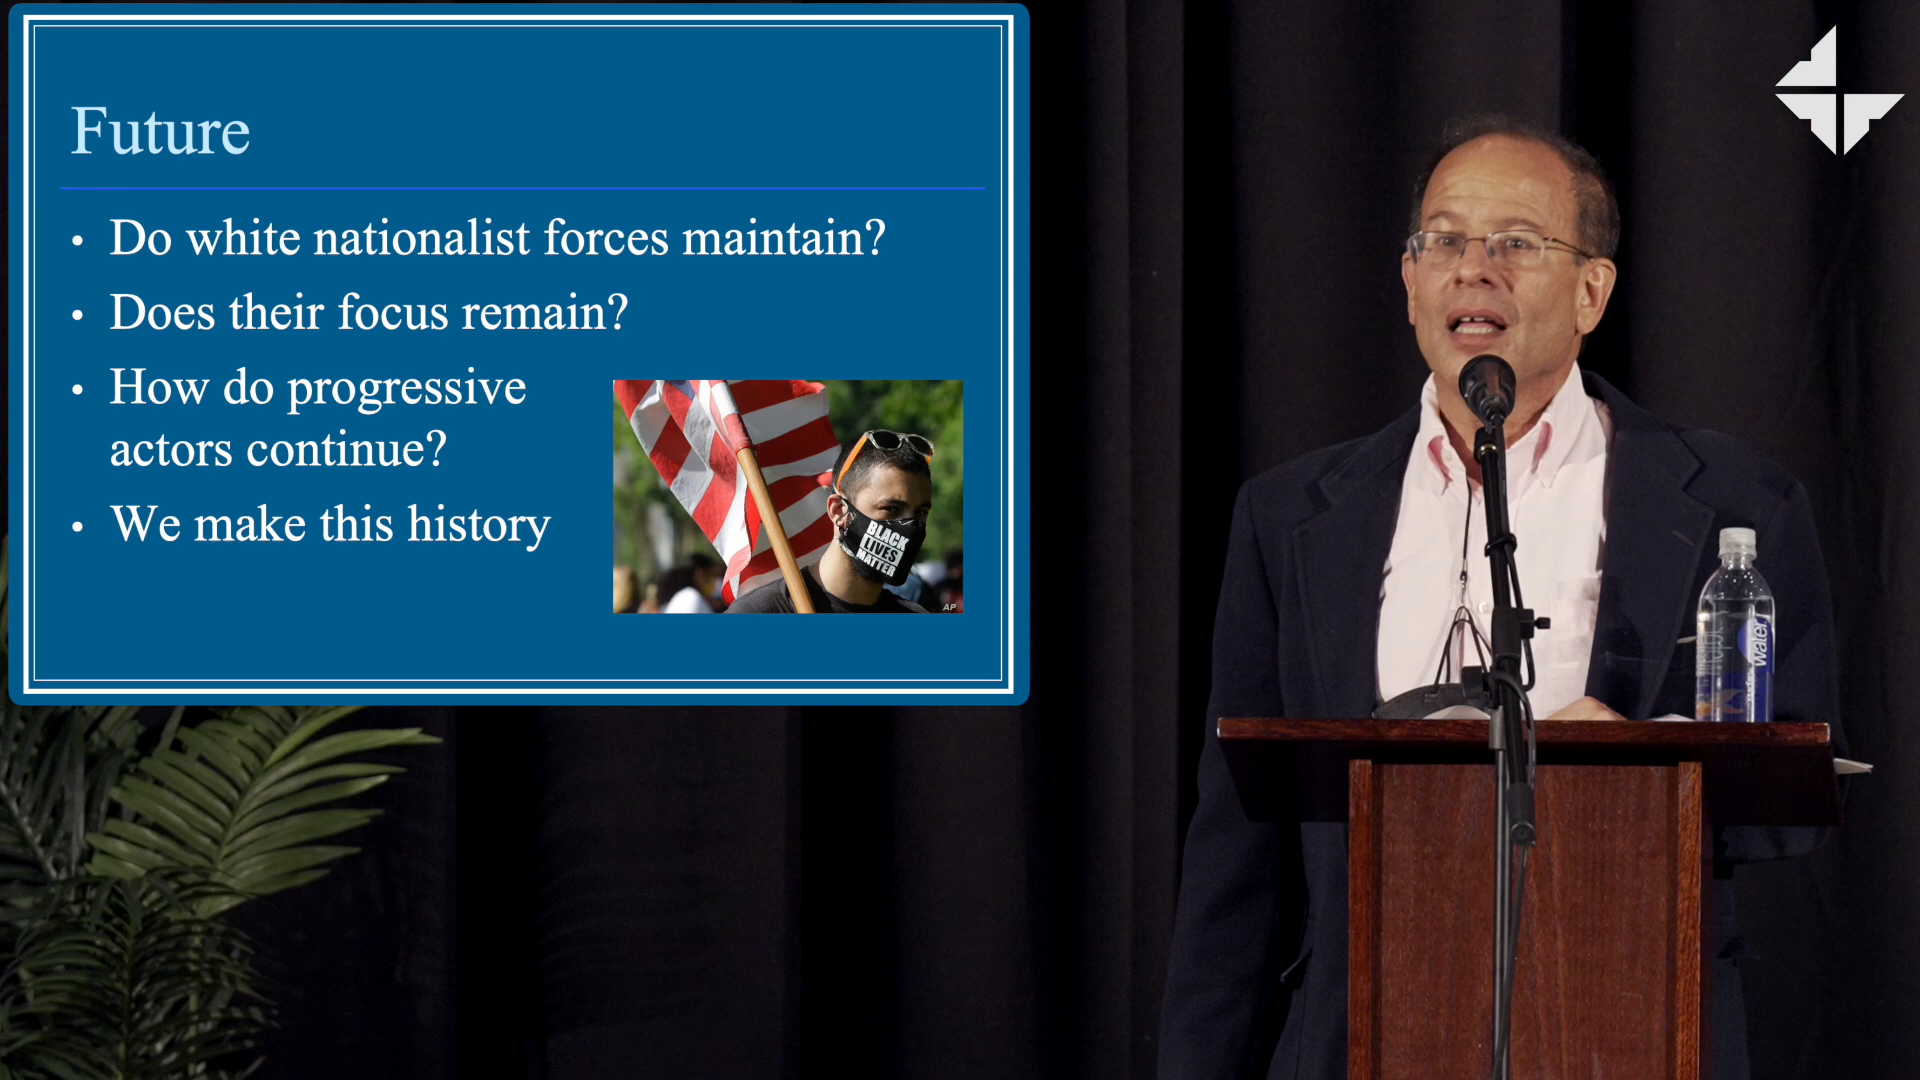 Future
• Do white nationalist forces maintain?
• Does their focus remain?
• How do progressive
actors continue?
• We make this history
BLACK
LIVES
MATTER
AP
water